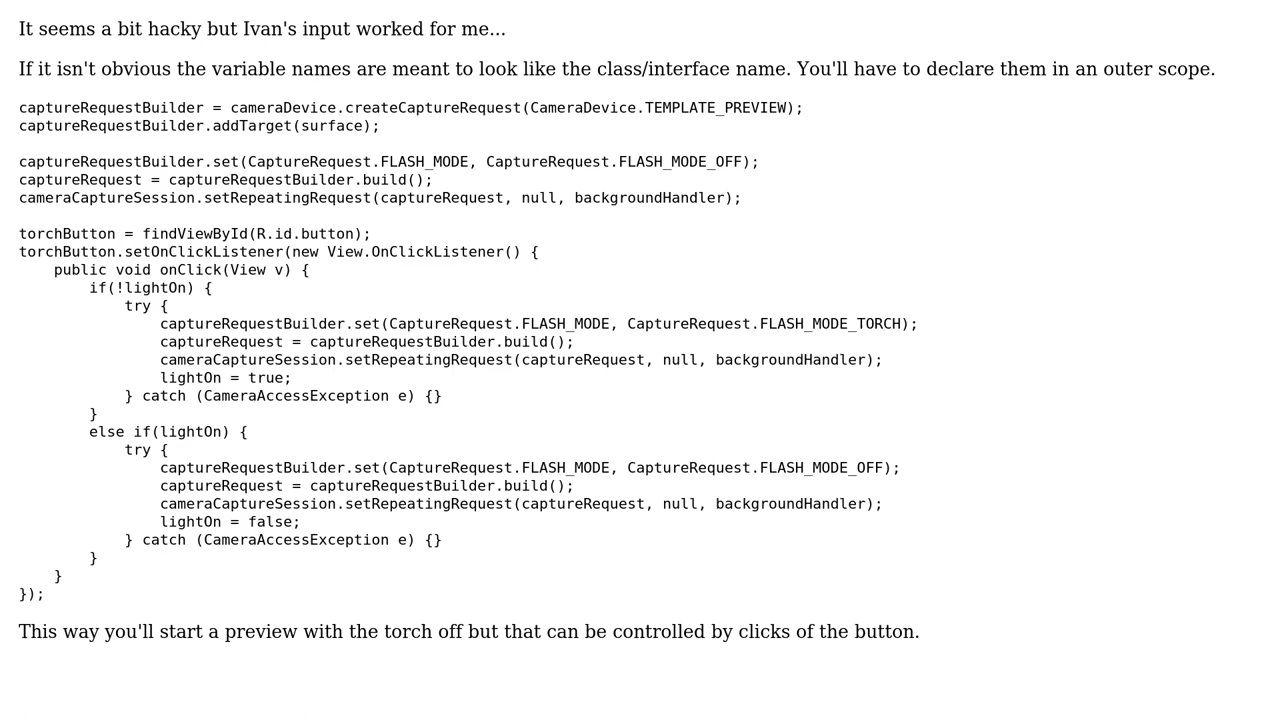 It seems a bit hacky but Ivan's input worked for me...
If it isn't obvious the variable names are meant to look like the class/interface name. You'll have to declare them in an outer scope.
captureRequestBuilder = cameraDevice.createCaptureRequest(CameraDevice.TEMPLATE_PREVIEW);
captureRequestBuilder.addTarget(surface);

captureRequestBuilder.set(CaptureRequest.FLASH_MODE, CaptureRequest.FLASH_MODE_OFF);
captureRequest = captureRequestBuilder.build();
cameraCaptureSession.setRepeatingRequest(captureRequest, null, backgroundHandler);

torchButton = findViewById(R.id.button);
torchButton.setOnClickListener(new View.OnClickListener() {
    public void onClick(View v) {
        if(!lightOn) {
            try {
                captureRequestBuilder.set(CaptureRequest.FLASH_MODE, CaptureRequest.FLASH_MODE_TORCH);
                captureRequest = captureRequestBuilder.build();
                cameraCaptureSession.setRepeatingRequest(captureRequest, null, backgroundHandler);
                lightOn = true;
            } catch (CameraAccessException e) {}
        }
        else if(lightOn) {
            try {
                captureRequestBuilder.set(CaptureRequest.FLASH_MODE, CaptureRequest.FLASH_MODE_OFF);
                captureRequest = captureRequestBuilder.build();
                cameraCaptureSession.setRepeatingRequest(captureRequest, null, backgroundHandler);
                lightOn = false;
            } catch (CameraAccessException e) {}
        }
    }
});
This way you'll start a preview with the torch off but that can be controlled by clicks of the button.